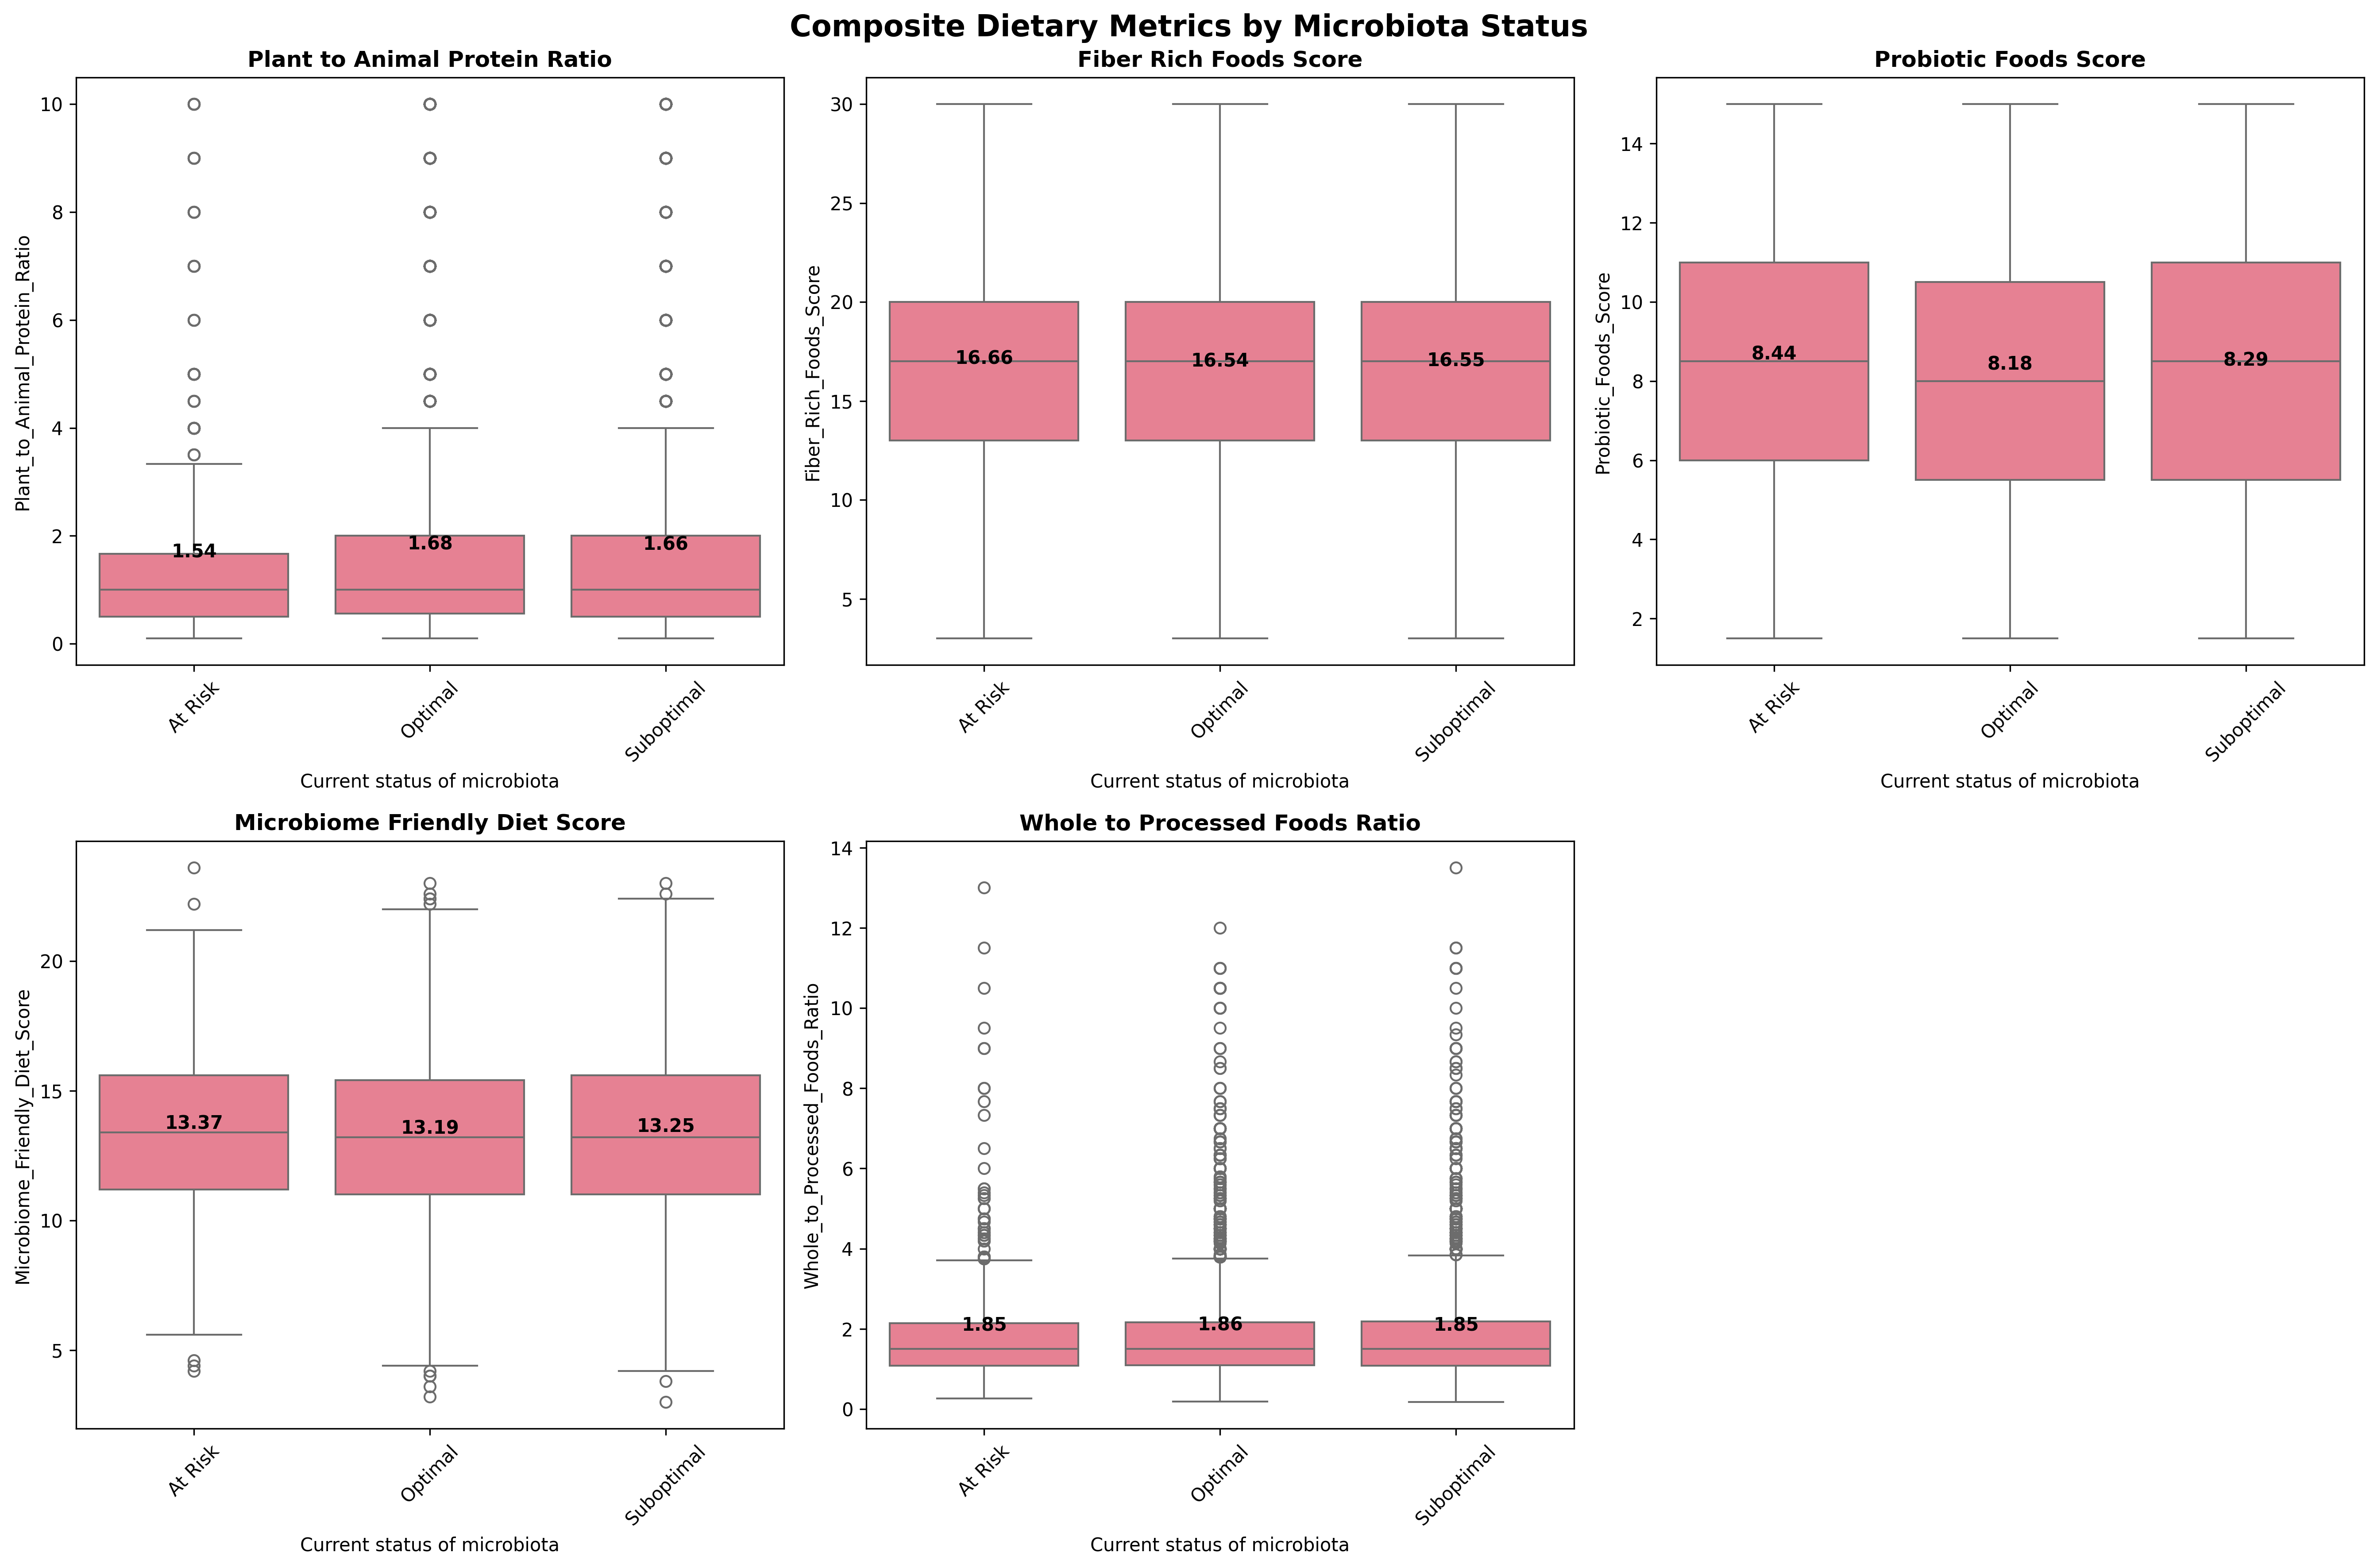 Composite Dietary Metrics by Microbiota Status
Plant to Animal Protein Ratio
Plant_to_Animal_Protein_Ratio
10
8
6
4
2
0
1.54
1.68
1.66
At Risk
Optimal
Suboptimal
Current status of microbiota
Fiber Rich Foods Score
Fiber_Rich_Foods_Score
30
25
20
15
10
5
16.66
16.54
16.55
At Risk
Optimal
Suboptimal
Current status of microbiota
Probiotic Foods Score
Probiotic_Foods_Score
14
12
10
8
6
4
2
8.44
8.18
8.29
At Risk
Optimal
Suboptimal
Current status of microbiota
Microbiome Friendly Diet Score
Microbiome_Friendly_Diet_Score
20
15
10
5
13.37
13.19
13.25
At Risk
Optimal
Suboptimal
Current status of microbiota
Whole to Processed Foods Ratio
Whole_to_Processed_Foods_Ratio
14
12
10
8
6
4
2
0
1.85
1.86
1.85
At Risk
Optimal
Suboptimal
Current status of microbiota